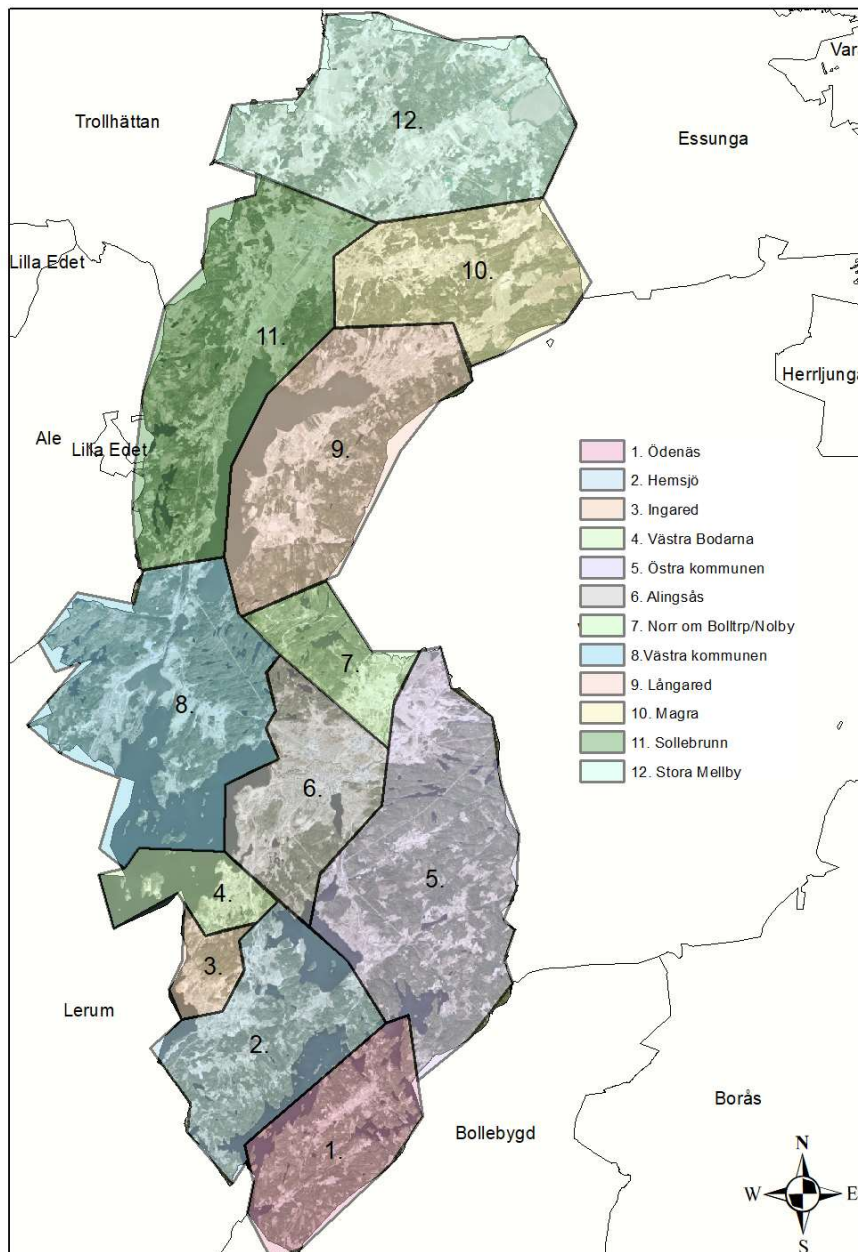 Var
Trollhättan
12.
Essunga
Lilla Edet
10.
11.
Herrljunga
Ale
Lilla Edet
9.
1. Ödenäs
2. Hemsjö
3. Ingared
4. Västra Bodarna
5. Östra kommunen
6. Alingsås
7. Norr om Bolltrp/Nolby
8.Västra kommunen
9. Långared
10. Magra
11. Sollebrunn
12. Stora Mellby
7.
8.
6.
5.
4.
3.
Lerum
2.
Borås
Bollebygd
1.
N
W
E
S